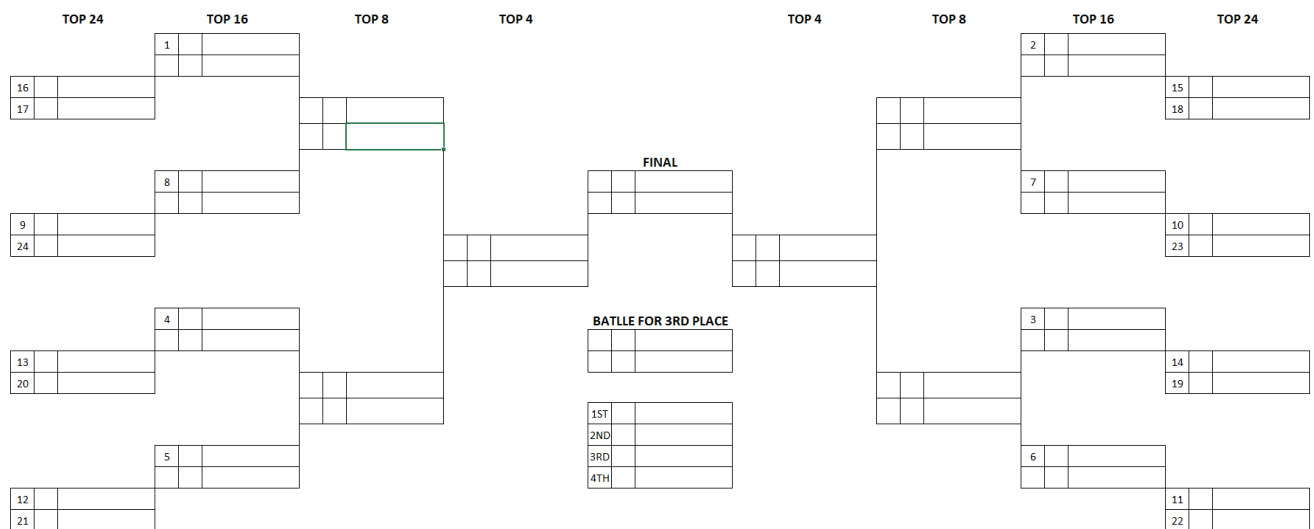 TOP 24 TOP 16 TOP 8 TOP 4 TOP 4 TOP 8 TOP 16 TOP 24
1 2
16 15
17 18
FINAL
8 7
9 10
24 23
4 BATLLE FOR 3RD PLACE 3
13 14
20 19
1ST
2ND
5 3RD 6
4TH
12 11
21 22